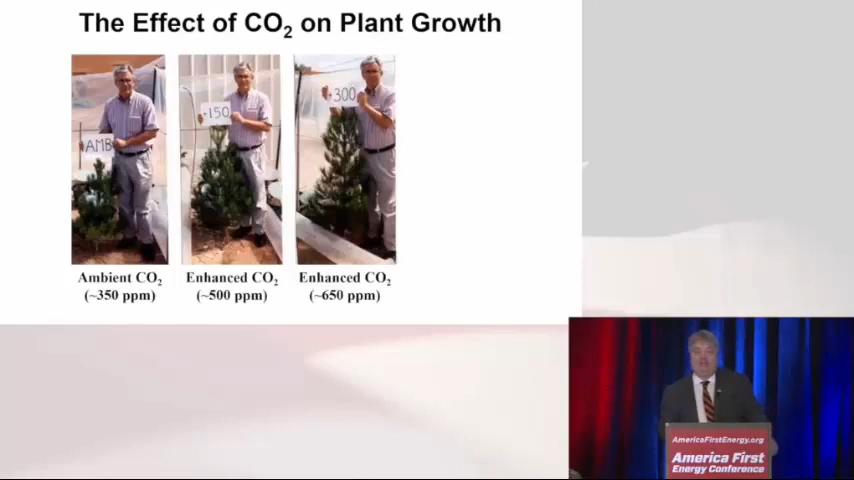 The Effect of CO₂ on Plant Growth
AMB
+150
+300
Ambient CO₂
(~350 ppm)
Enhanced CO₂
(~500 ppm)
Enhanced CO₂
(~650 ppm)
AmericaFirstEnergy.org
America First
Energy Conference